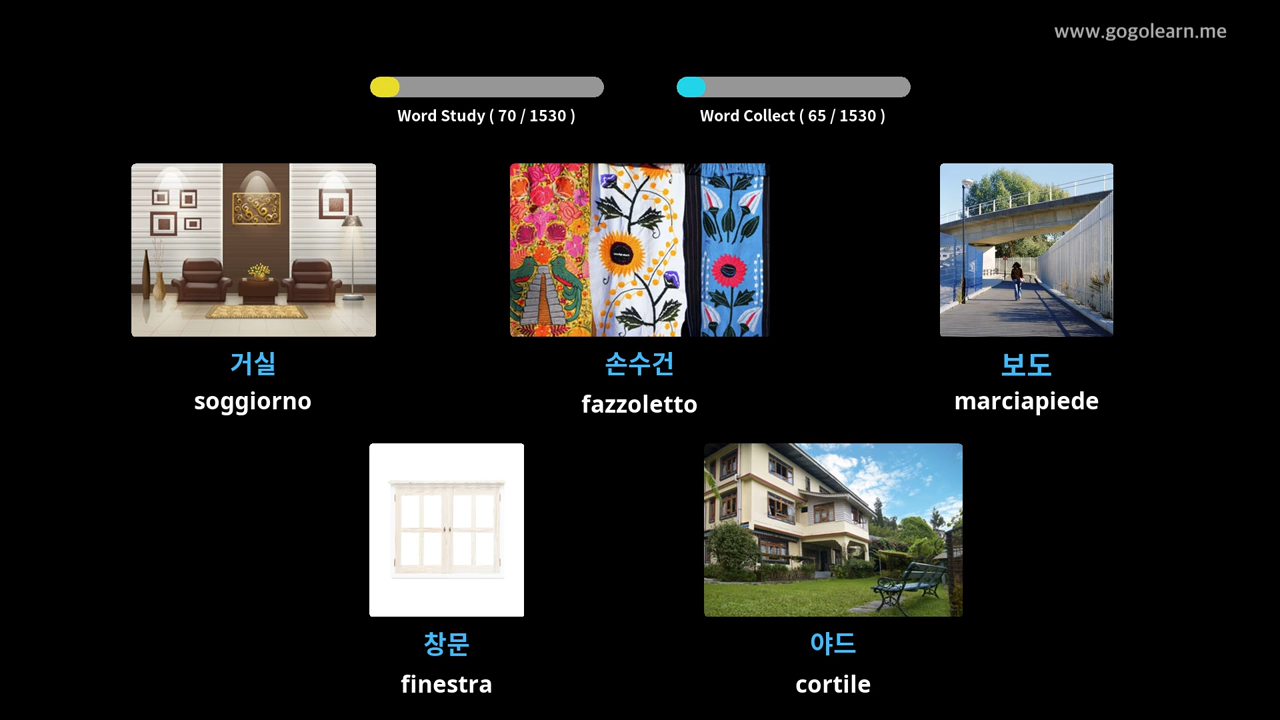 www.gogolearn.me
Word Study ( 70 / 1530 )
Word Collect ( 65 / 1530 )
거실
손수건
보도
soggiorno
fazzoletto
marciapiede
창문
야드
finestra
cortile